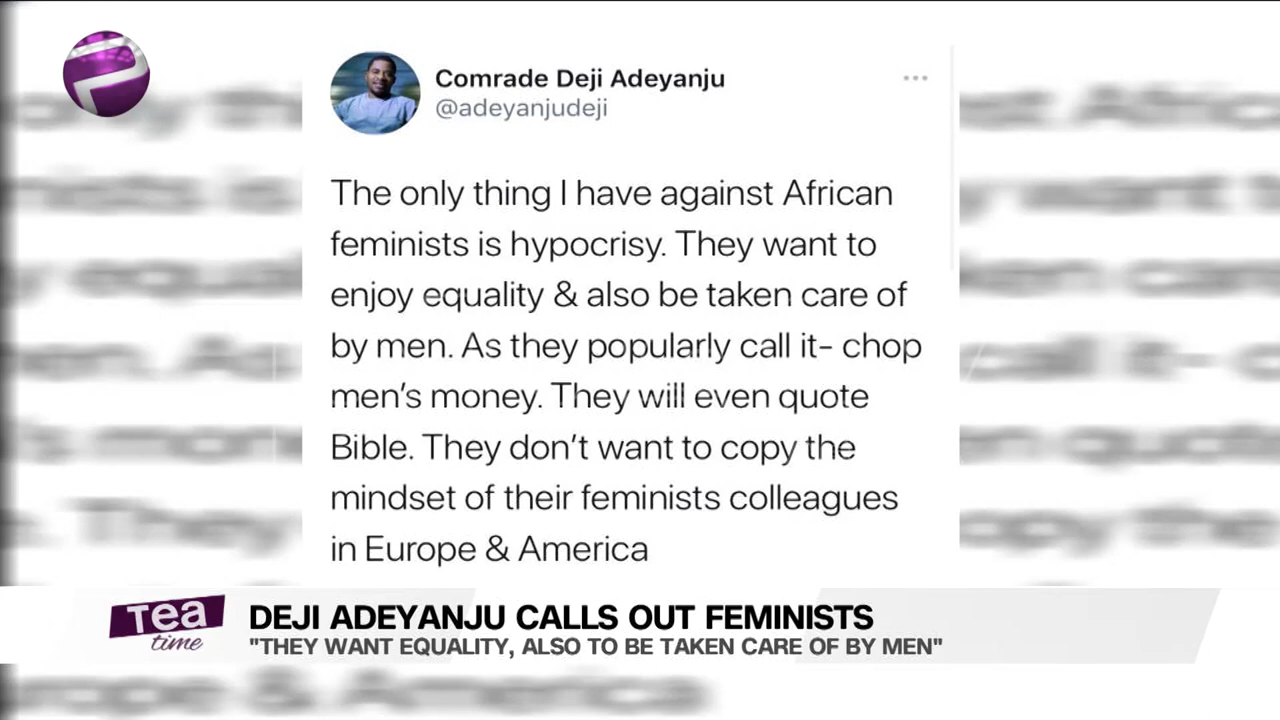 Comrade Deji Adeyanju
@adeyanjudeji
The only thing I have against African
feminists is hypocrisy. They want to
enjoy equality & also be taken care of
by men. As they popularly call it- chop
men's money. They will even quote
Bible. They don't want to copy the
mindset of their feminists colleagues
in Europe & America
Tea
time
DEJI ADEYANJU CALLS OUT FEMINISTS
"THEY WANT EQUALITY, ALSO TO BE TAKEN CARE OF BY MEN"